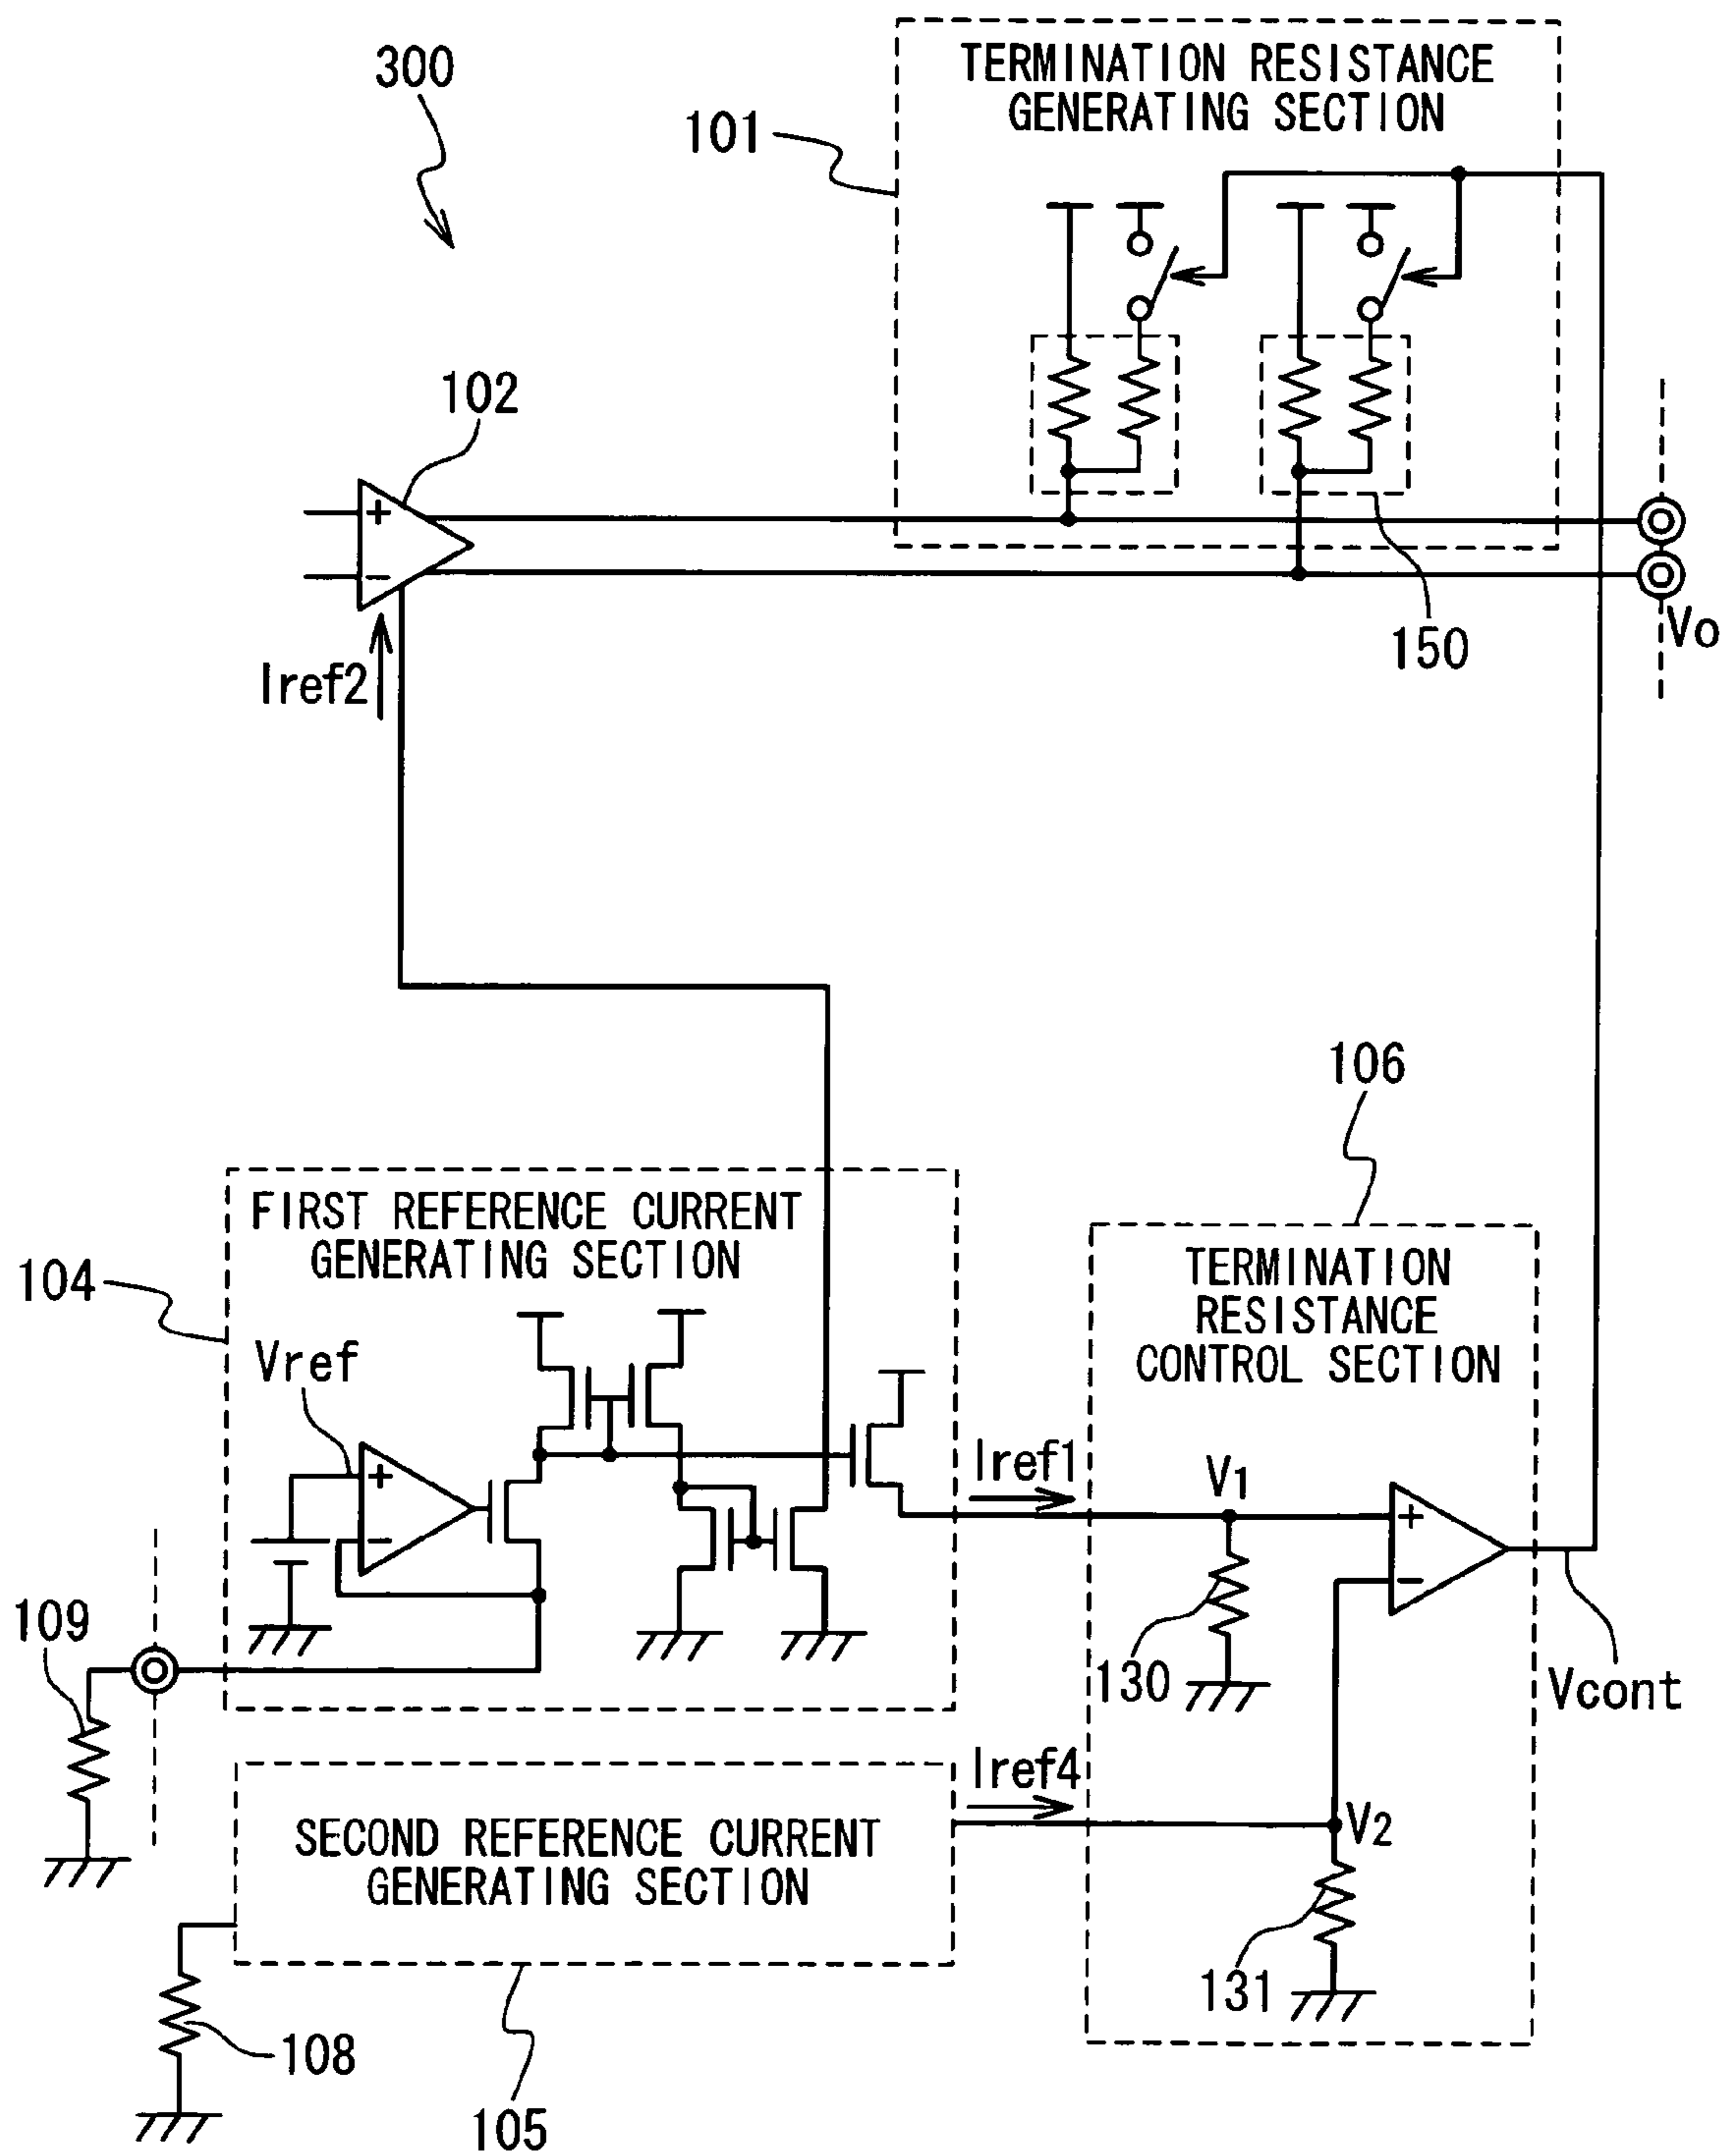 300
TERMINATION RESISTANCE
GENERATING SECTION
101
102
+
-
Iref2
150
Vo
106
FIRST REFERENCE CURRENT
GENERATING SECTION
104
Vref
+
-
TERMINATION
RESISTANCE
CONTROL SECTION
Iref1
V1
+
-
109
130
Vcont
Iref4
SECOND REFERENCE CURRENT
GENERATING SECTION
V2
131
108
105